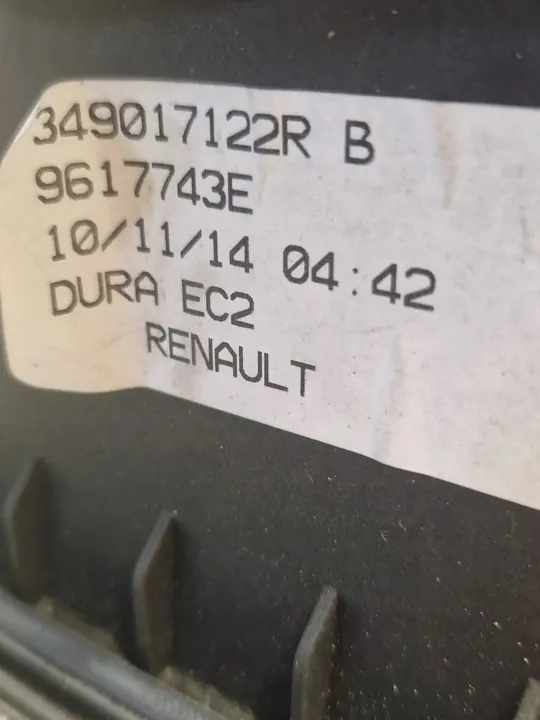 349017122R B
9617743E
10/11/14 04:42
DURA EC2
RENAULT